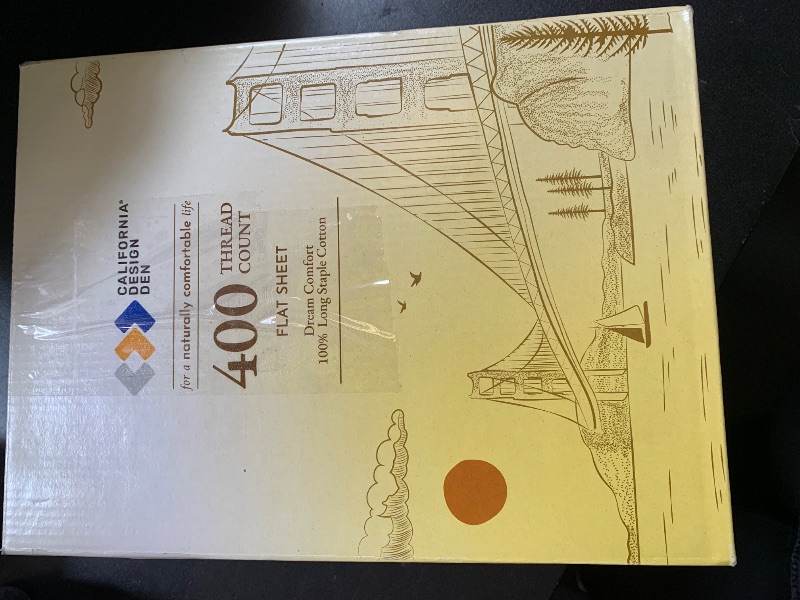 CALIFORNIA®
DESIGN
DEN
for a naturally comfortable life
400 THREAD
COUNT
FLAT SHEET
Dream Comfort
100% Long Staple Cotton